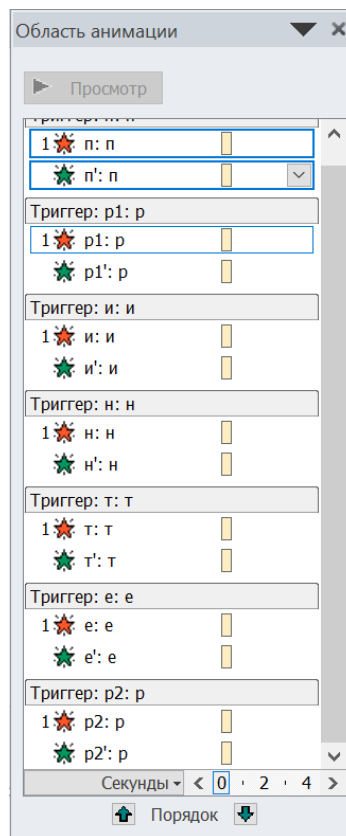 Область анимации
Просмотр
Триггер: п: п
1 п: п
п': п
Триггер: р1: р
1 р1: р
р1': р
Триггер: и: и
1 и: и
и': и
Триггер: н: н
1 н: н
н': н
Триггер: т: т
1 т: т
т': т
Триггер: е: е
1 е: е
е': е
Триггер: р2: р
1 р2: р
р2': р
Секунды 0 2 4
Порядок